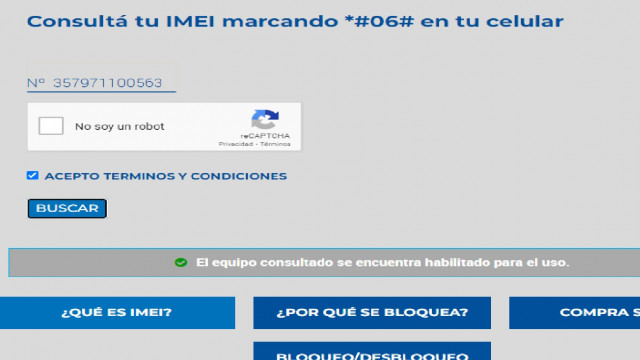 Consultá tu IMEI marcando *#06# en tu celular
Nº 357971100563
No soy un robot
reCAPTCHA
Privacidad - Términos
ACEPTO TERMINOS Y CONDICIONES
BUSCAR
El equipo consultado se encuentra habilitado para el uso.
¿QUÉ ES IMEI?
¿POR QUÉ SE BLOQUEA?
COMPRA S
BLOQUEO/DESBLOQUEO